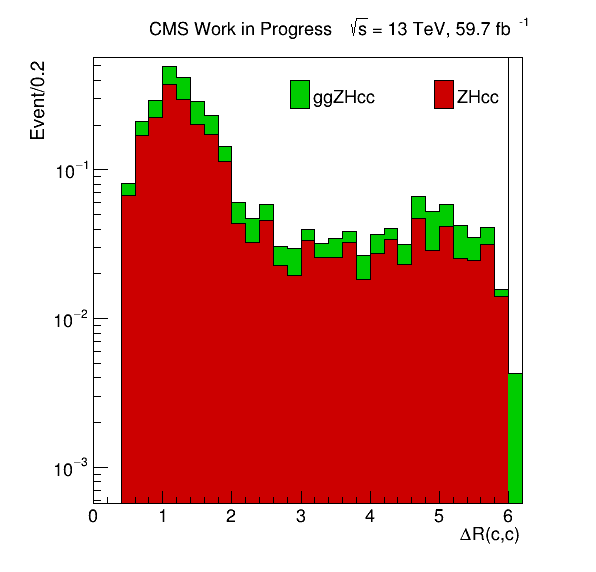 CMS Work in Progress √s = 13 TeV, 59.7 fb⁻¹
Event/0.2
ggZHcc ZHcc
10⁻¹
10⁻²
10⁻³
0 1 2 3 4 5 6
ΔR(c,c)